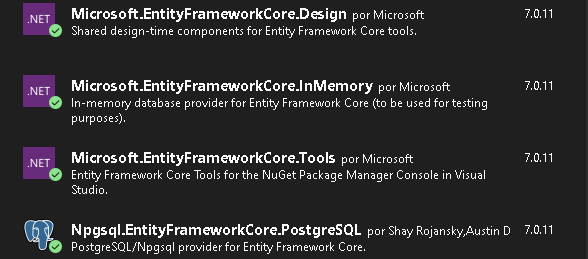 .NET
Microsoft.EntityFrameworkCore.Design por Microsoft 7.0.11
Shared design-time components for Entity Framework Core tools.
.NET
Microsoft.EntityFrameworkCore.InMemory por Microsoft 7.0.11
In-memory database provider for Entity Framework Core (to be used for testing
purposes).
.NET
Microsoft.EntityFrameworkCore.Tools por Microsoft 7.0.11
Entity Framework Core Tools for the NuGet Package Manager Console in Visual
Studio.
Npgsql.EntityFrameworkCore.PostgreSQL por Shay Rojansky,Austin D 7.0.11
PostgreSQL/Npgsql provider for Entity Framework Core.